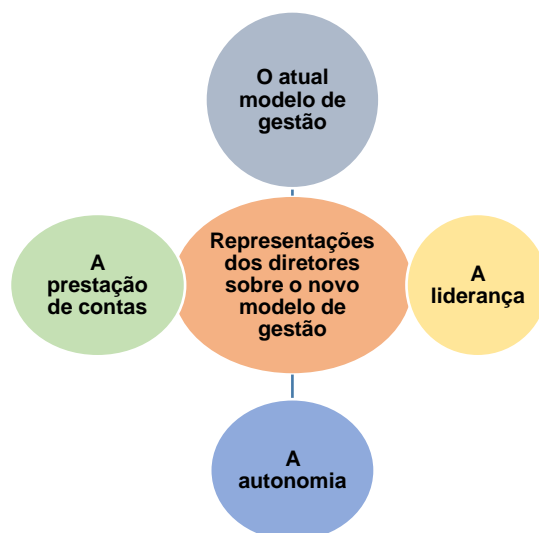 O atual
modelo de
gestão
A
prestação
de contas
Representações
dos diretores
sobre o novo
modelo de
gestão
A
liderança
A
autonomia